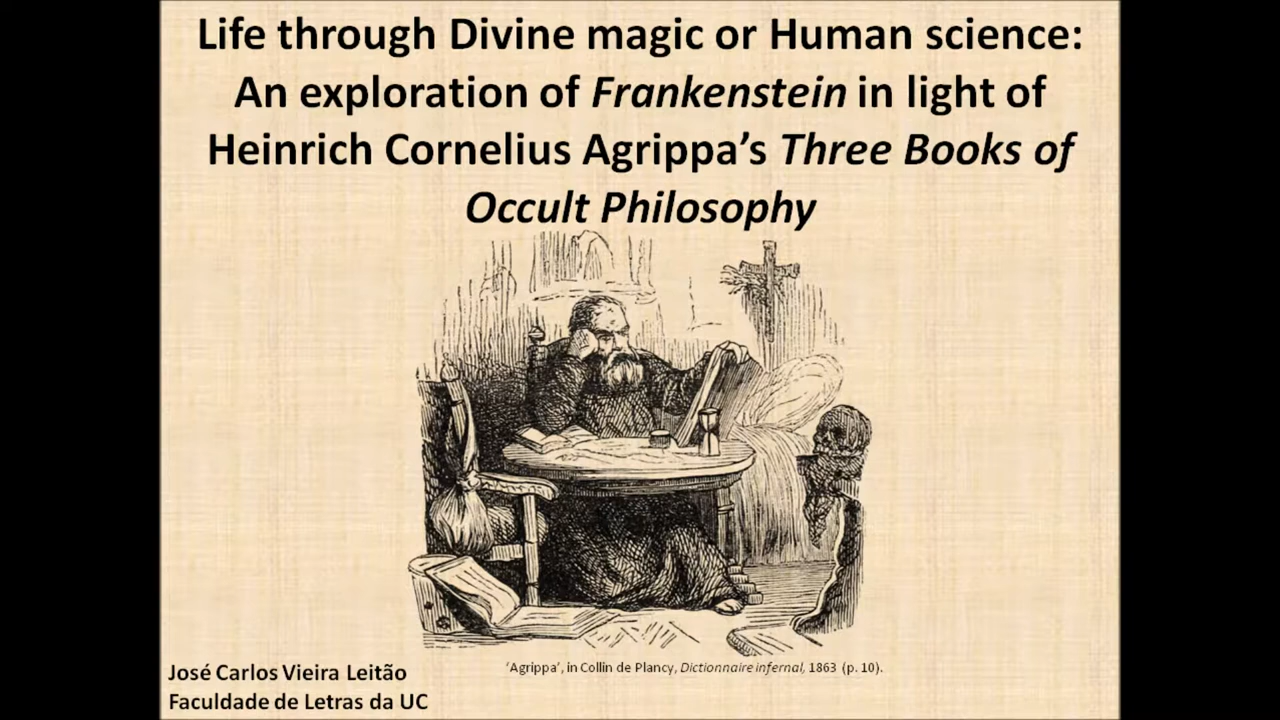 Life through Divine magic or Human science:
An exploration of Frankenstein in light of
Heinrich Cornelius Agrippa’s Three Books of
Occult Philosophy
‘Agrippa’, in Collin de Plancy, Dictionnaire infernal, 1863 (p. 10).
José Carlos Vieira Leitão
Faculdade de Letras da UC